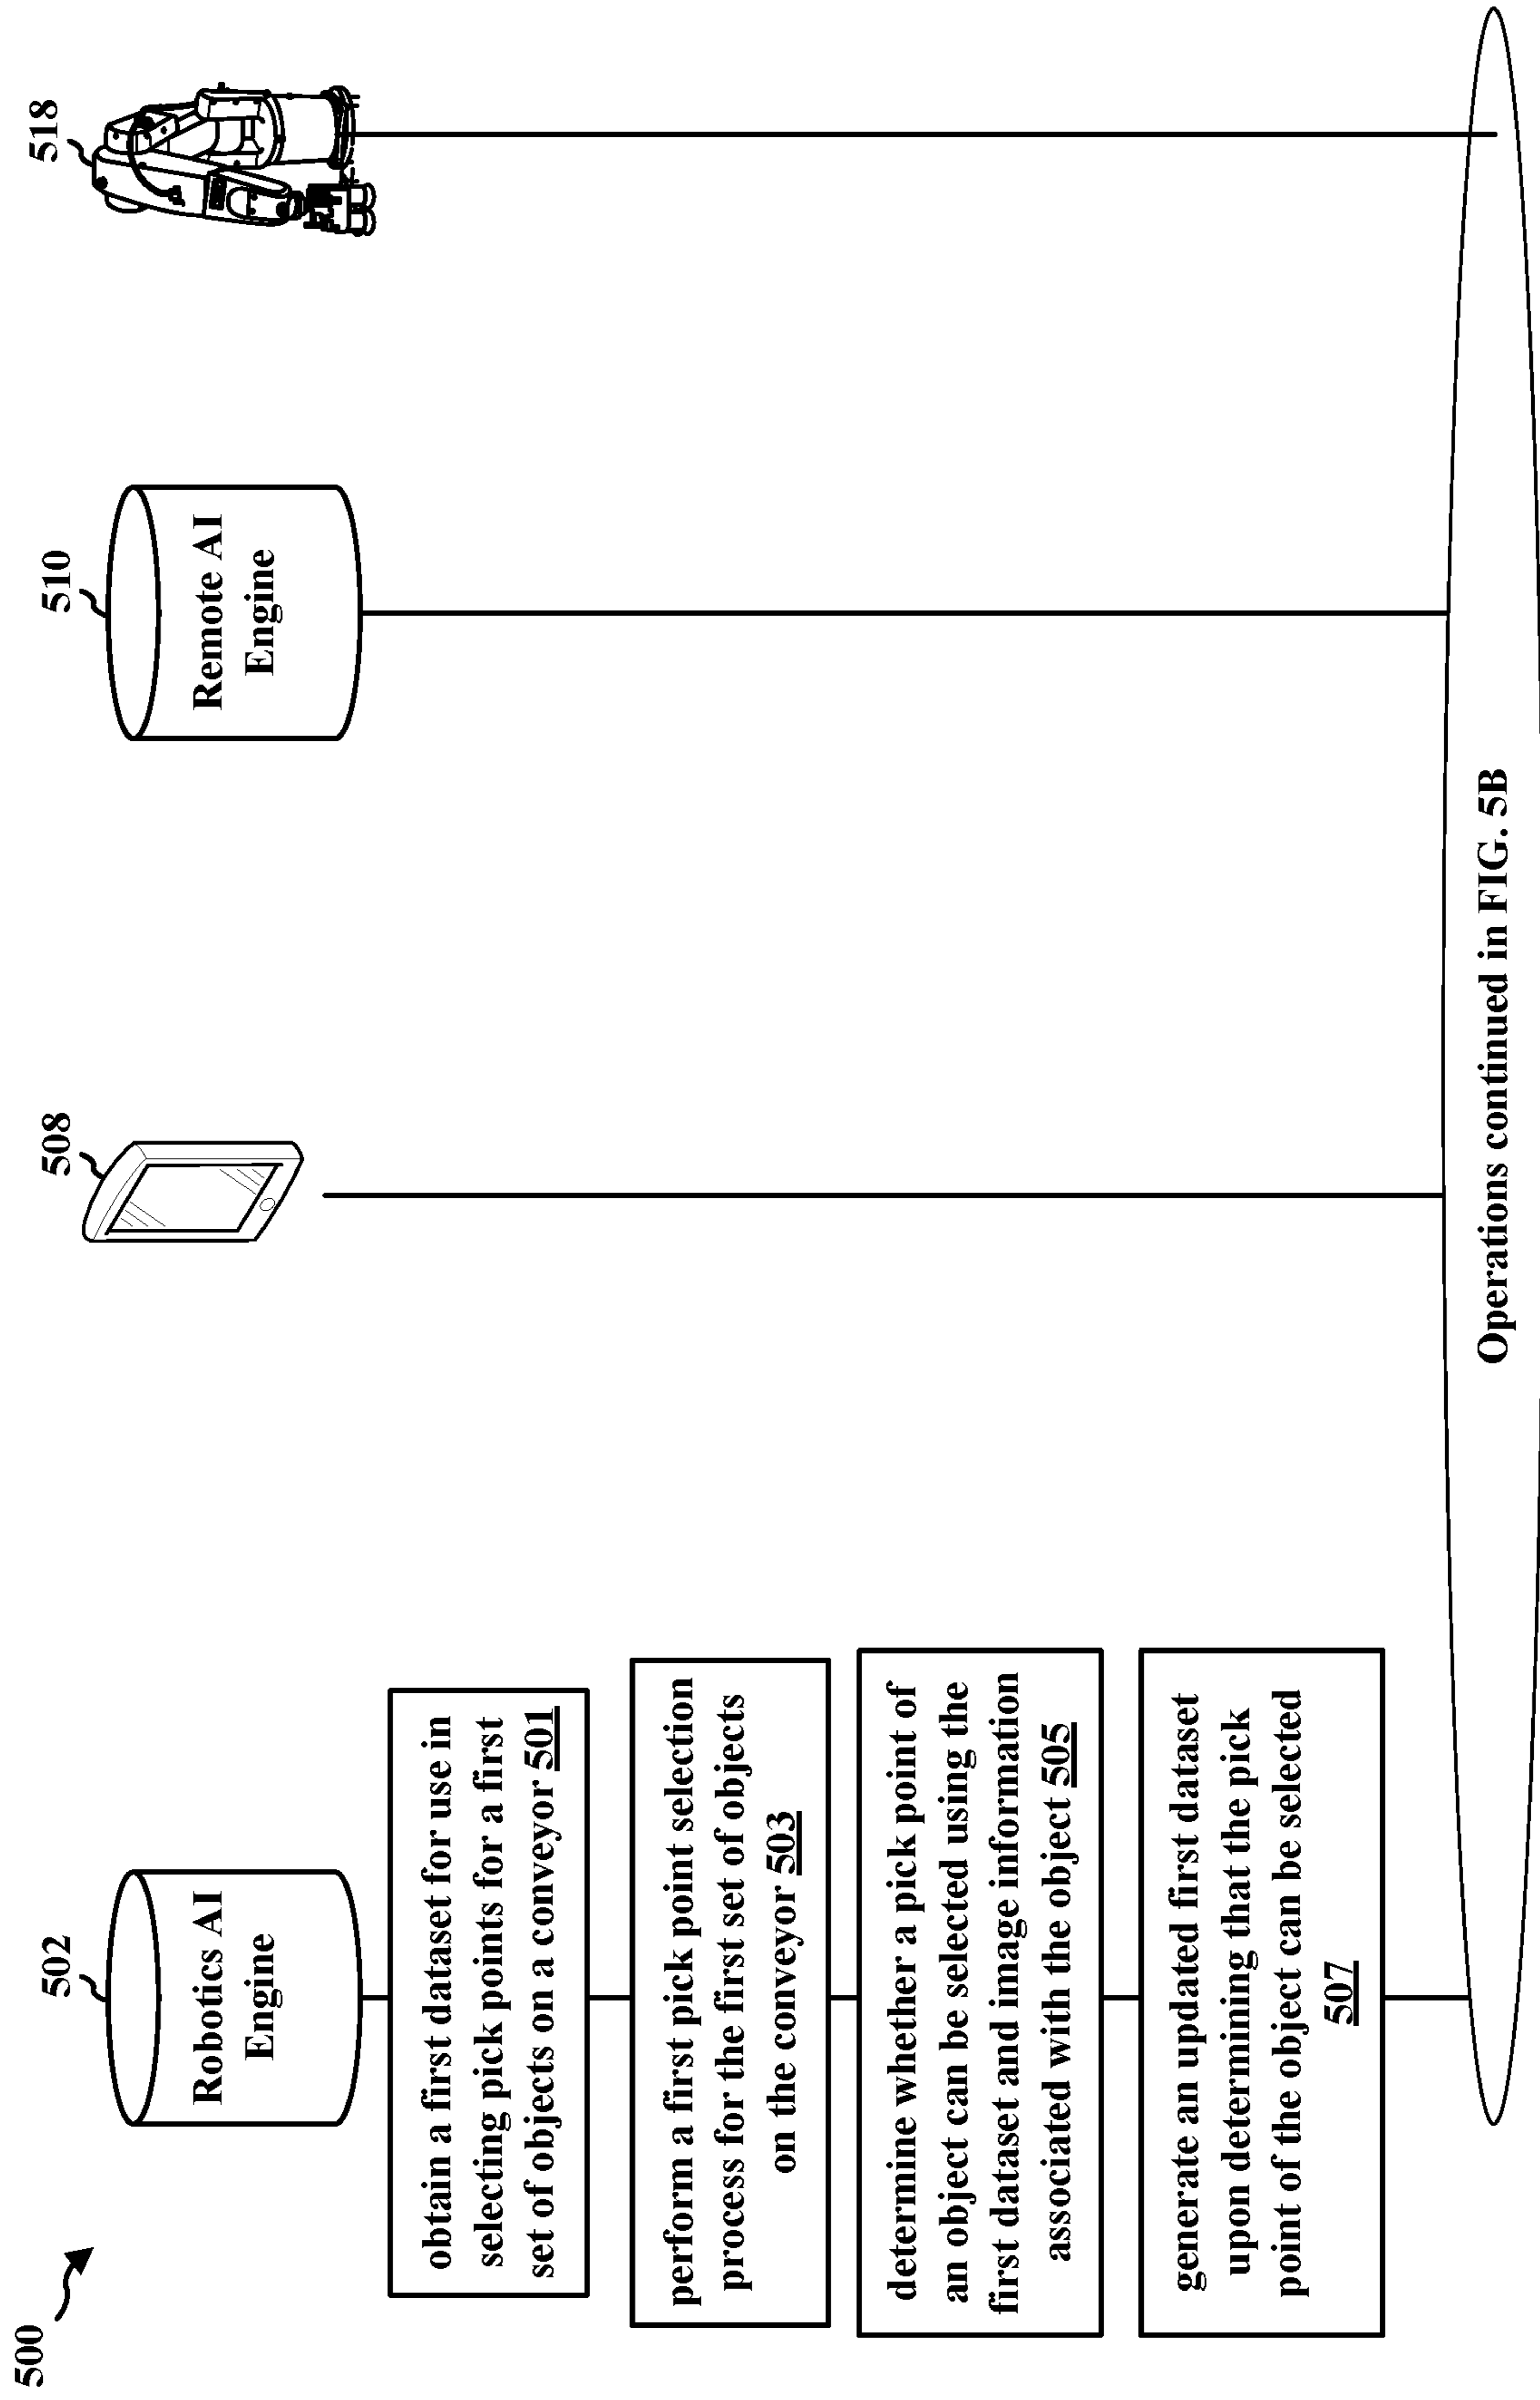 500
502
Robotics AI
Engine
508
510
Remote AI
Engine
518
obtain a first dataset for use in
selecting pick points for a first
set of objects on a conveyor 501
perform a first pick point selection
process for the first set of objects
on the conveyor 503
determine whether a pick point of
an object can be selected using the
first dataset and image information
associated with the object 505
generate an updated first dataset
upon determining that the pick
point of the object can be selected
507
Operations continued in FIG. 5B